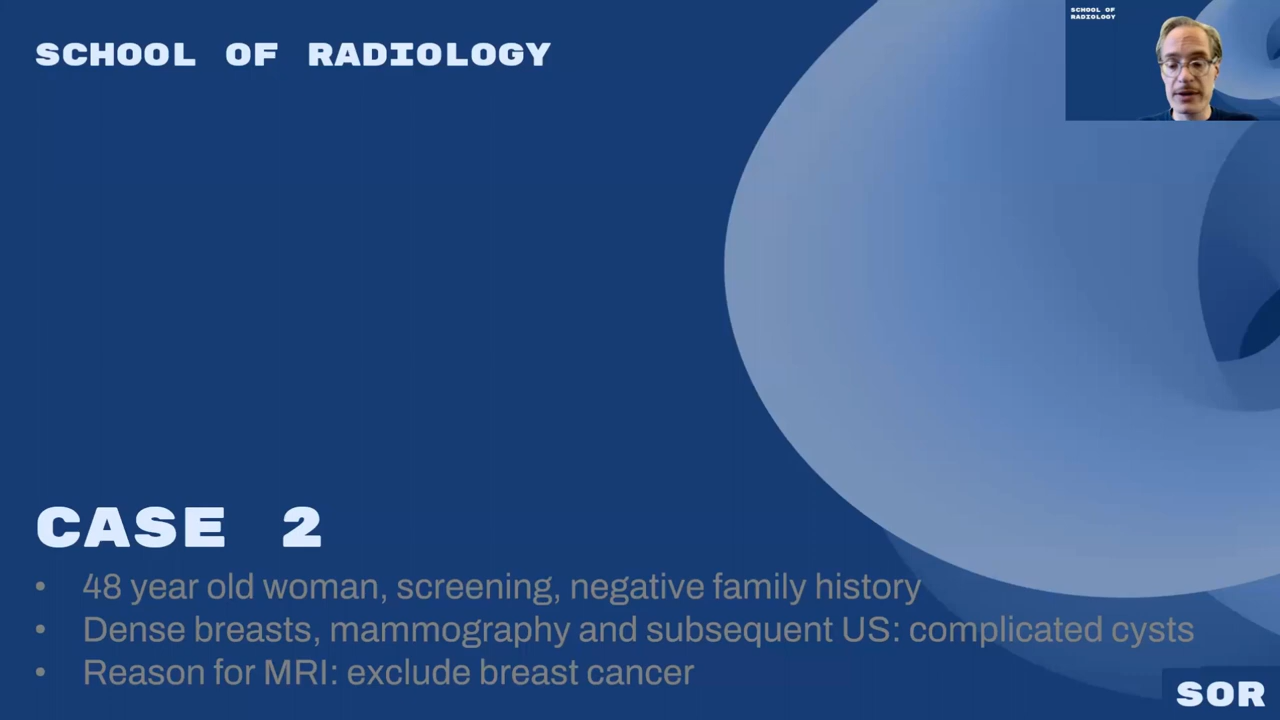 SCHOOL OF RADIOLOGY
SCHOOL OF
RADIOLOGY
CASE 2
• 48 year old woman, screening, negative family history
• Dense breasts, mammography and subsequent US: complicated cysts
• Reason for MRI: exclude breast cancer
SOR